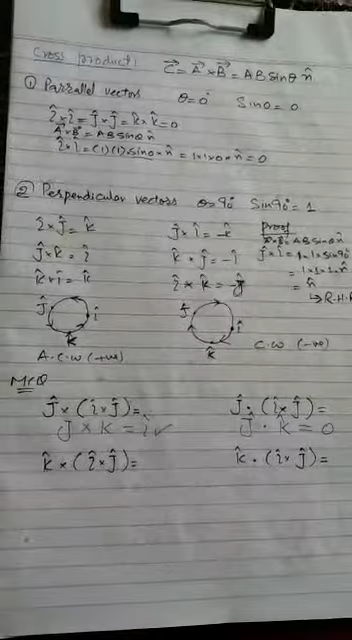 Cross product: C⃗ = A⃗ × B⃗ = AB Sinθ n̂
① Parallel vectors θ = 0° Sin0 = 0
î × î = ĵ × ĵ = k̂ × k̂ = 0
A⃗ × B⃗ = AB sinθ n̂
î × î = (1)(1) sin0 × n̂ = 1×1×0×n̂ = 0
② Perpendicular vectors θ = 90° Sin90° = 1
î × ĵ = k̂ ĵ × î = -k̂ Proof
A⃗ × B⃗ = AB sinθ n̂
ĵ × k̂ = î k̂ × ĵ = -î ĵ × î = 1×1×sin90°
= 1×1×1 n̂
k̂ × î = k̂ î × k̂ = -ĵ = n̂
↳ R.H.R
ĵ î k̂ ĵ î k̂
A.C.W (+ve) C.W (-ve)
MCQ
ĵ × (î × ĵ) = ĵ . (î × ĵ) =
ĵ × k = i ✓ ĵ . k̂ = 0
k̂ × (î × ĵ) = k̂ . (î × ĵ) =